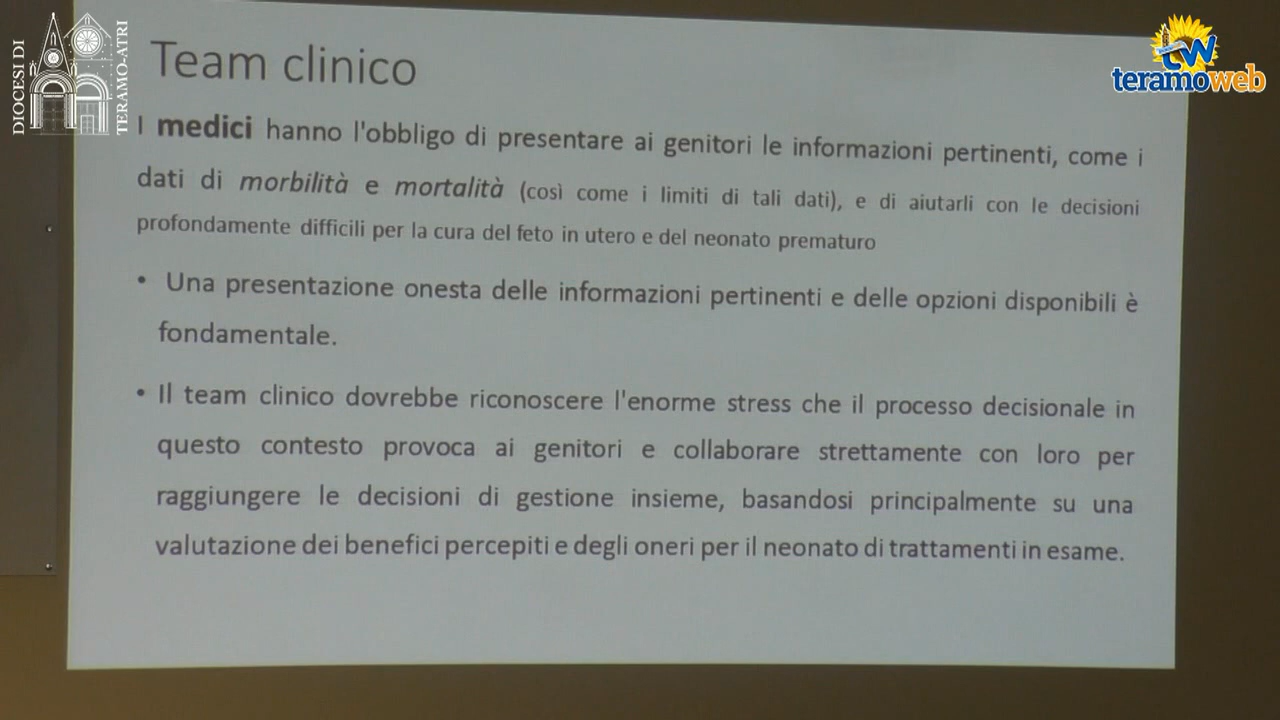 DIOCESI DI
TERAMO-ATRI
tw
teramoweb
Team clinico
I medici hanno l'obbligo di presentare ai genitori le informazioni pertinenti, come i
dati di morbilità e mortalità (così come i limiti di tali dati), e di aiutarli con le decisioni
profondamente difficili per la cura del feto in utero e del neonato prematuro
• Una presentazione onesta delle informazioni pertinenti e delle opzioni disponibili è
fondamentale.
• Il team clinico dovrebbe riconoscere l'enorme stress che il processo decisionale in
questo contesto provoca ai genitori e collaborare strettamente con loro per
raggiungere le decisioni di gestione insieme, basandosi principalmente su una
valutazione dei benefici percepiti e degli oneri per il neonato di trattamenti in esame.